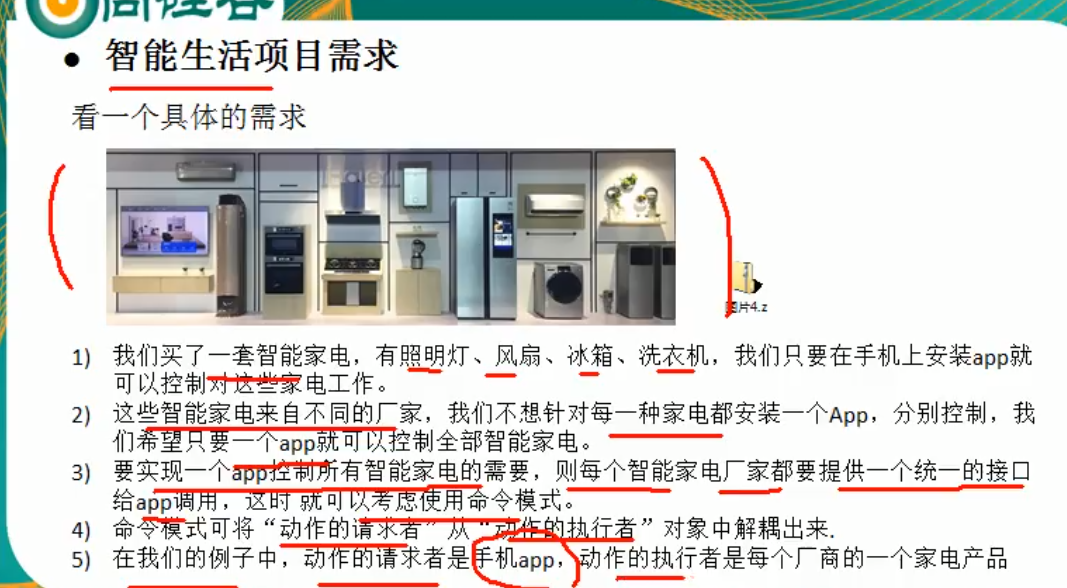 尚硅谷
• 智能生活项目需求
看一个具体的需求
Haier
图片4.z
1) 我们买了一套智能家电，有照明灯、风扇、冰箱、洗衣机，我们只要在手机上安装app就
可以控制对这些家电工作。
2) 这些智能家电来自不同的厂家，我们不想针对每一种家电都安装一个App，分别控制，我
们希望只要一个app就可以控制全部智能家电。
3) 要实现一个app控制所有智能家电的需要，则每个智能家电厂家都要提供一个统一的接口
给app调用，这时 就可以考虑使用命令模式。
4) 命令模式可将“动作的请求者”从“动作的执行者”对象中解耦出来.
5) 在我们的例子中，动作的请求者是手机app，动作的执行者是每个厂商的一个家电产品